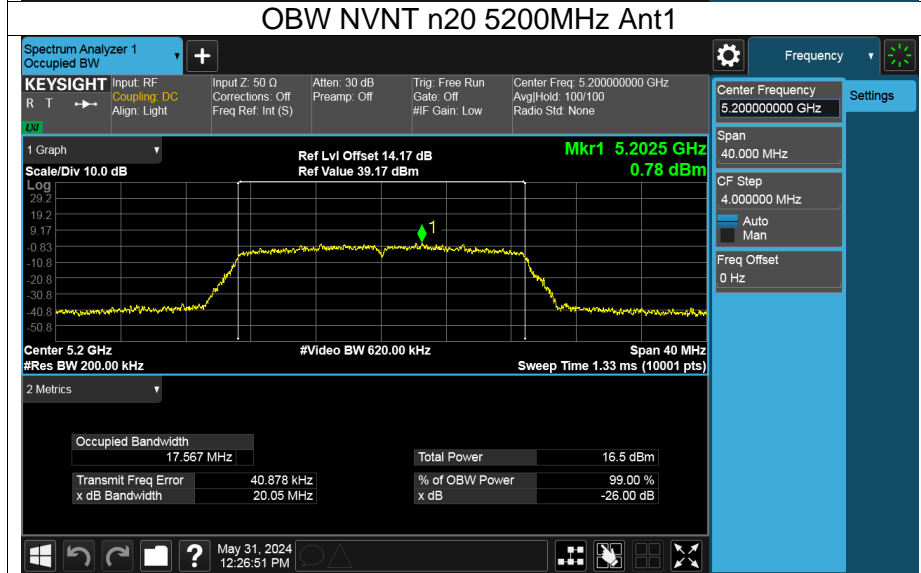 OBW NVNT n20 5200MHz Ant1
Spectrum Analyzer 1
Occupied BW
+
Frequency
KEYSIGHT
R T
LXI
Input: RF
Coupling: DC
Align: Light
Input Z: 50 Ω
Corrections: Off
Freq Ref: Int (S)
Atten: 30 dB
Preamp: Off
Trig: Free Run
Gate: Off
#IF Gain: Low
Center Freq: 5.200000000 GHz
Avg|Hold: 100/100
Radio Std: None
Center Frequency
5.200000000 GHz
Settings
Span
40.000 MHz
CF Step
4.000000 MHz
Auto
Man
Freq Offset
0 Hz
1 Graph
Scale/Div 10.0 dB
Ref Lvl Offset 14.17 dB
Ref Value 39.17 dBm
Mkr1 5.2025 GHz
0.78 dBm
Log
29.2
19.2
9.17
-0.83
-10.8
-20.8
-30.8
-40.8
-50.8
1
Center 5.2 GHz
#Res BW 200.00 kHz
#Video BW 620.00 kHz
Span 40 MHz
Sweep Time 1.33 ms (10001 pts)
2 Metrics
Occupied Bandwidth
17.567 MHz
Transmit Freq Error 40.878 kHz
x dB Bandwidth 20.05 MHz
Total Power 16.5 dBm
% of OBW Power 99.00 %
x dB -26.00 dB
?
May 31, 2024
12:26:51 PM